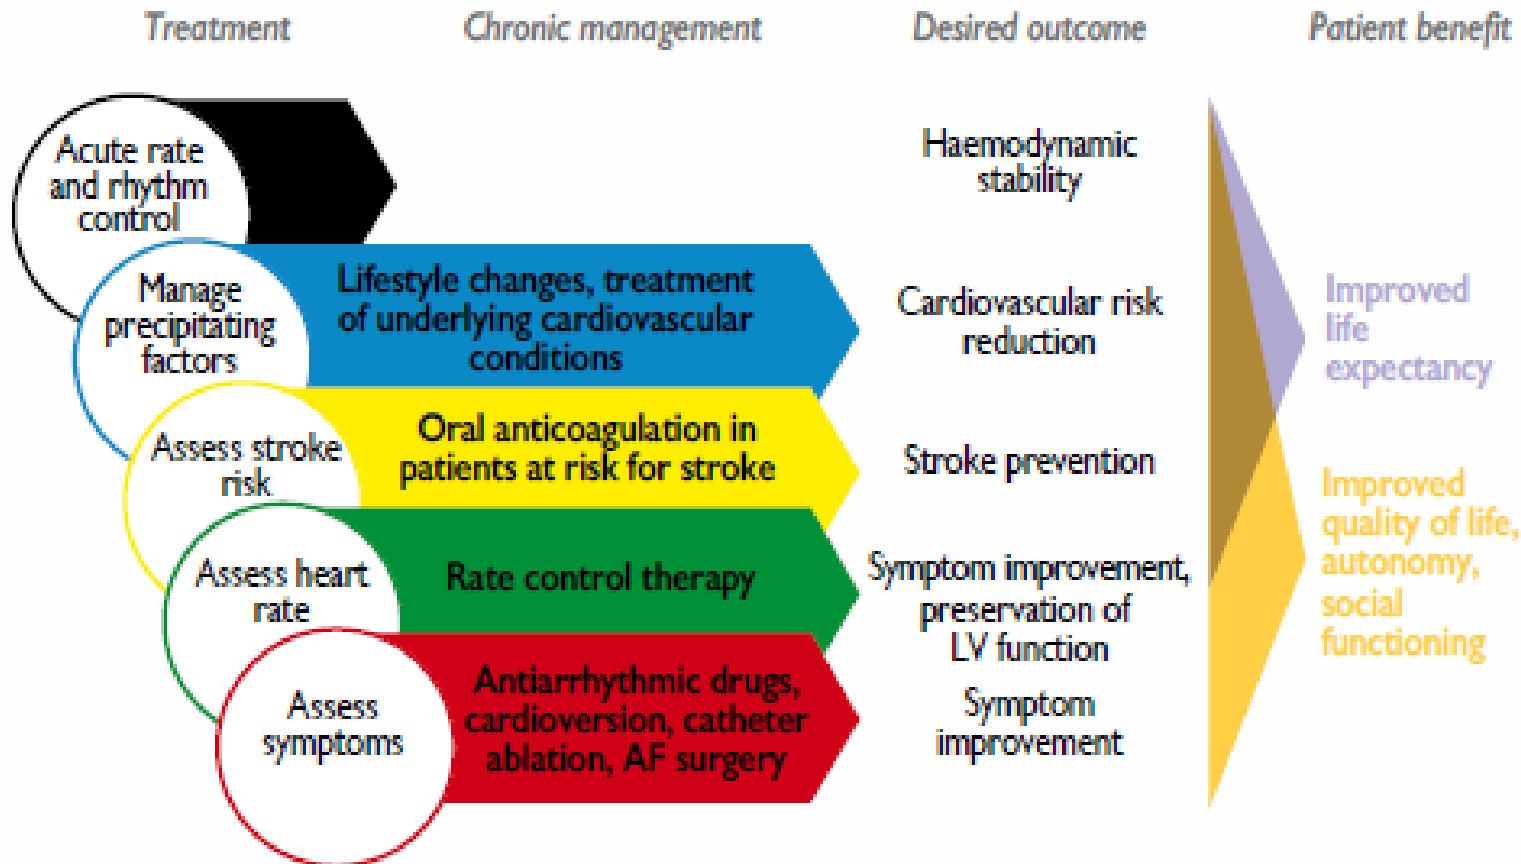 Treatment
Chronic management
Desired outcome
Patient benefit
Acute rate
and rhythm
control
Haemodynamic
stability
Manage
precipitating
factors
Lifestyle changes, treatment
of underlying cardiovascular
conditions
Cardiovascular risk
reduction
Assess stroke
risk
Oral anticoagulation in
patients at risk for stroke
Stroke prevention
Assess heart
rate
Rate control therapy
Symptom improvement,
preservation of
LV function
Assess
symptoms
Antiarrhythmic drugs,
cardioversion, catheter
ablation, AF surgery
Symptom
improvement
Improved
life
expectancy
Improved
quality of life,
autonomy,
social
functioning